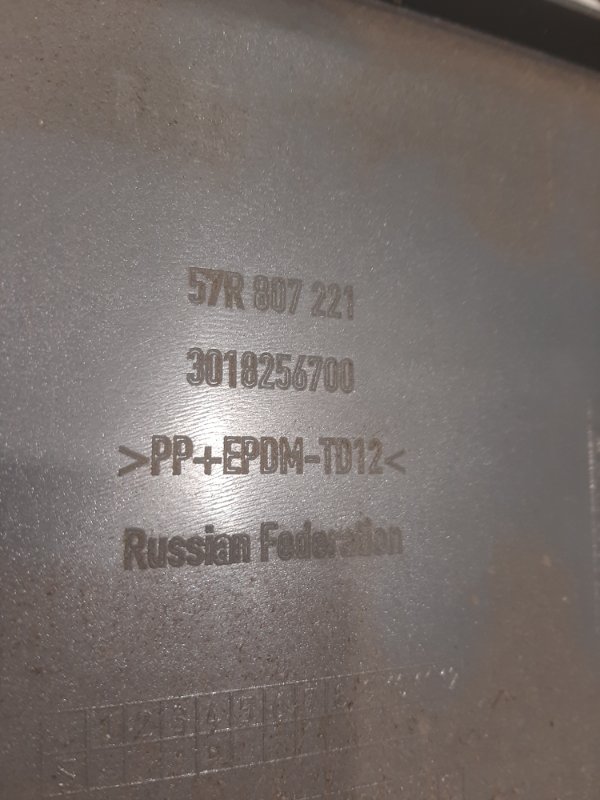 57R 807 221
3018256700
>PP+EPDM-TD12<
Russian Federation